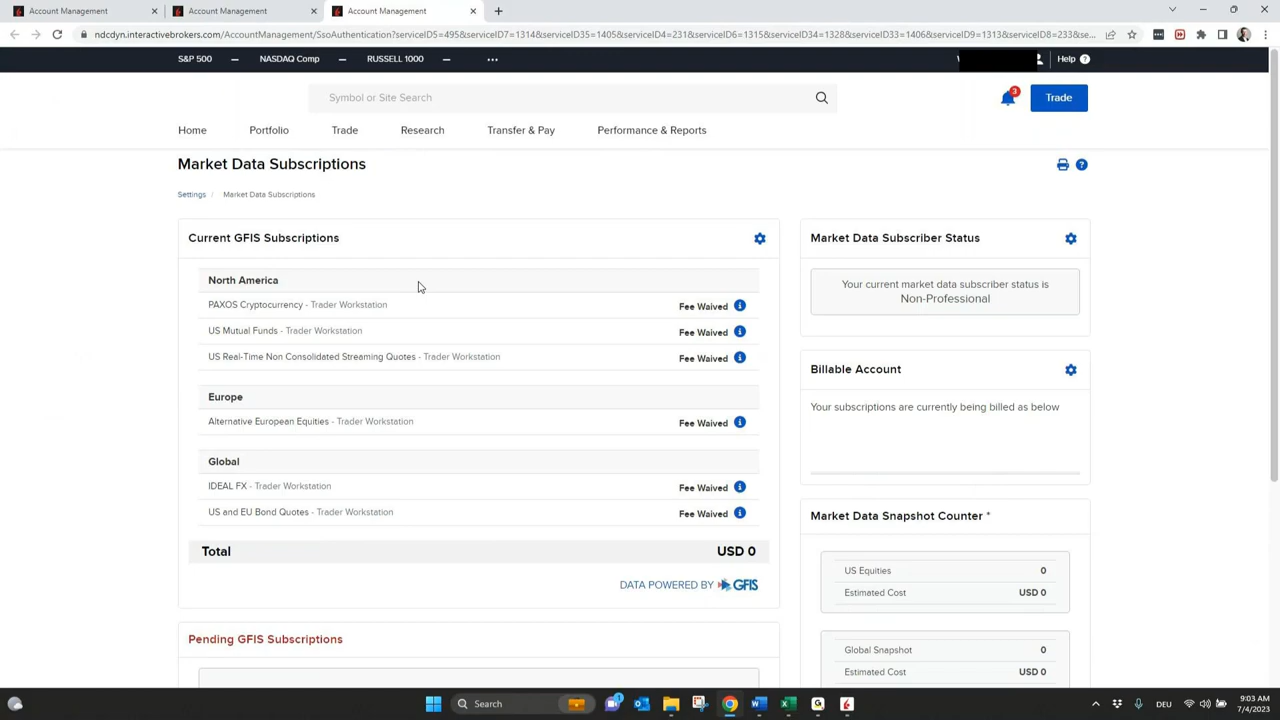 Account Management
Account Management
Account Management
ndcdyn.interactivebrokers.com/AccountManagement/SsoAuthentication?serviceID5=495&serviceID7=1314&serviceID35=1405&serviceID4=231&serviceID6=1315&serviceID34=1328&serviceID33=1406&serviceID9=1313&serviceID8=233&se...
S&P 500 – NASDAQ Comp – RUSSELL 1000 – ...
Help ?
Symbol or Site Search
3
Trade
Home Portfolio Trade Research Transfer & Pay Performance & Reports
Market Data Subscriptions
Settings / Market Data Subscriptions
Current GFIS Subscriptions
North America
PAXOS Cryptocurrency - Trader Workstation Fee Waived
US Mutual Funds - Trader Workstation Fee Waived
US Real-Time Non Consolidated Streaming Quotes - Trader Workstation Fee Waived
Europe
Alternative European Equities - Trader Workstation Fee Waived
Global
IDEAL FX - Trader Workstation Fee Waived
US and EU Bond Quotes - Trader Workstation Fee Waived
Total USD 0
DATA POWERED BY GFIS
Pending GFIS Subscriptions
Market Data Subscriber Status
Your current market data subscriber status is
Non-Professional
Billable Account
Your subscriptions are currently being billed as below
Market Data Snapshot Counter *
US Equities 0
Estimated Cost USD 0
Global Snapshot 0
Estimated Cost USD 0
Search
1
DEU
9:03 AM
7/4/2023